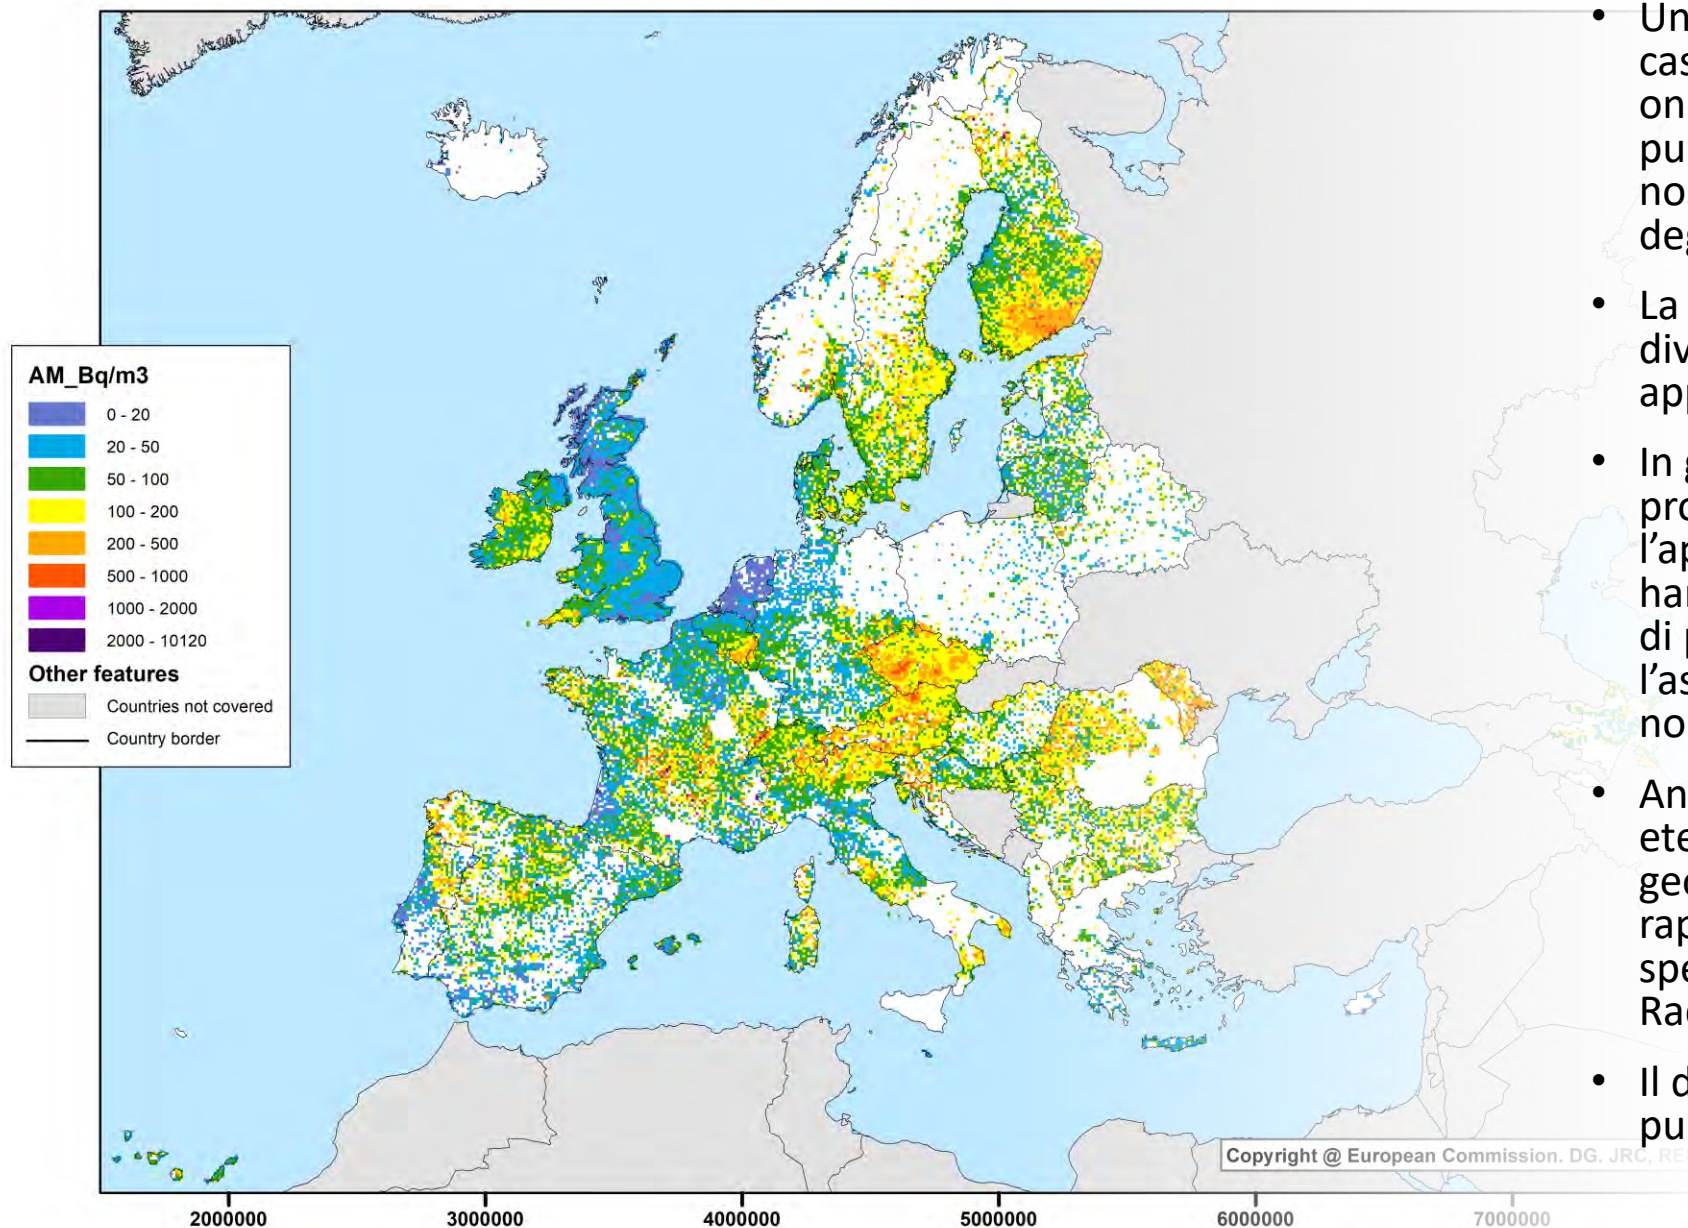 AM_Bq/m3
0 - 20
20 - 50
50 - 100
100 - 200
200 - 500
500 - 1000
1000 - 2000
2000 - 10120
Other features
Countries not covered
Country border
2000000
3000000
4000000
5000000
6000000
7000000
Copyright @ European Commission. DG. JRC, RE
• Un
cas
on
pu
no
deg
• La
div
app
• In g
pro
l’ap
har
di p
l’as
no
• An
ete
geo
rap
spe
Rad
• Il d
pu